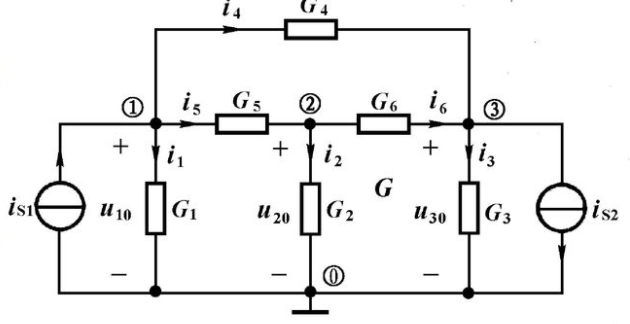 i4 G4
① i5 G5 ② G6 i6 ③
+ i1 + i2 + i3
iS1 u10 G1 u20 G2 G u30 G3 iS2
− − ⓪ −